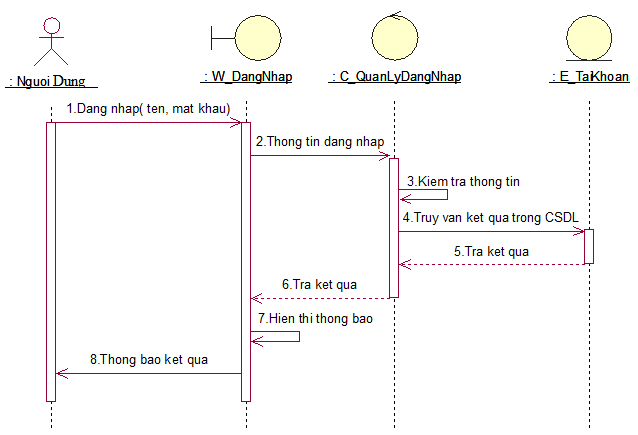 : Nguoi Dung
: W_DangNhap
: C_QuanLyDangNhap
: E_TaiKhoan
1.Dang nhap( ten, mat khau)
2.Thong tin dang nhap
3.Kiem tra thong tin
4.Truy van ket qua trong CSDL
5.Tra ket qua
6.Tra ket qua
7.Hien thi thong bao
8.Thong bao ket qua